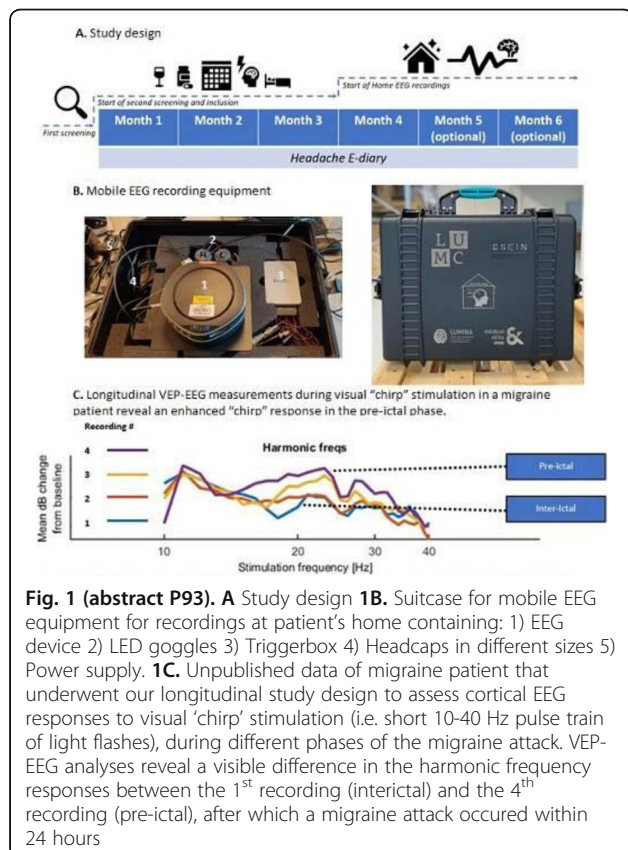 A. Study design
Start of Home EEG recordings
Start of second screening and inclusion
First screening
Month 1 Month 2 Month 3 Month 4 Month 5 (optional) Month 6 (optional)
Headache E-diary
B. Mobile EEG recording equipment
5
4
2
R
1
3
L U
M C
LUMINA
&
C. Longitudinal VEP-EEG measurements during visual "chirp" stimulation in a migraine
patient reveal an enhanced "chirp" response in the pre-ictal phase.
Recording #
Harmonic freqs
4
3
2
1
Pre-ictal
Inter-ictal
Mean dB change
from baseline
10 20 30 40
Stimulation frequency [Hz]
Fig. 1 (abstract P93). A Study design 1B. Suitcase for mobile EEG
equipment for recordings at patient's home containing: 1) EEG
device 2) LED goggles 3) Triggerbox 4) Headcaps in different sizes 5)
Power supply. 1C. Unpublished data of migraine patient that
underwent our longitudinal study design to assess cortical EEG
responses to visual 'chirp' stimulation (i.e. short 10-40 Hz pulse train
of light flashes), during different phases of the migraine attack. VEP-
EEG analyses reveal a visible difference in the harmonic frequency
responses between the 1st recording (interictal) and the 4th
recording (pre-ictal), after which a migraine attack occured within
24 hours